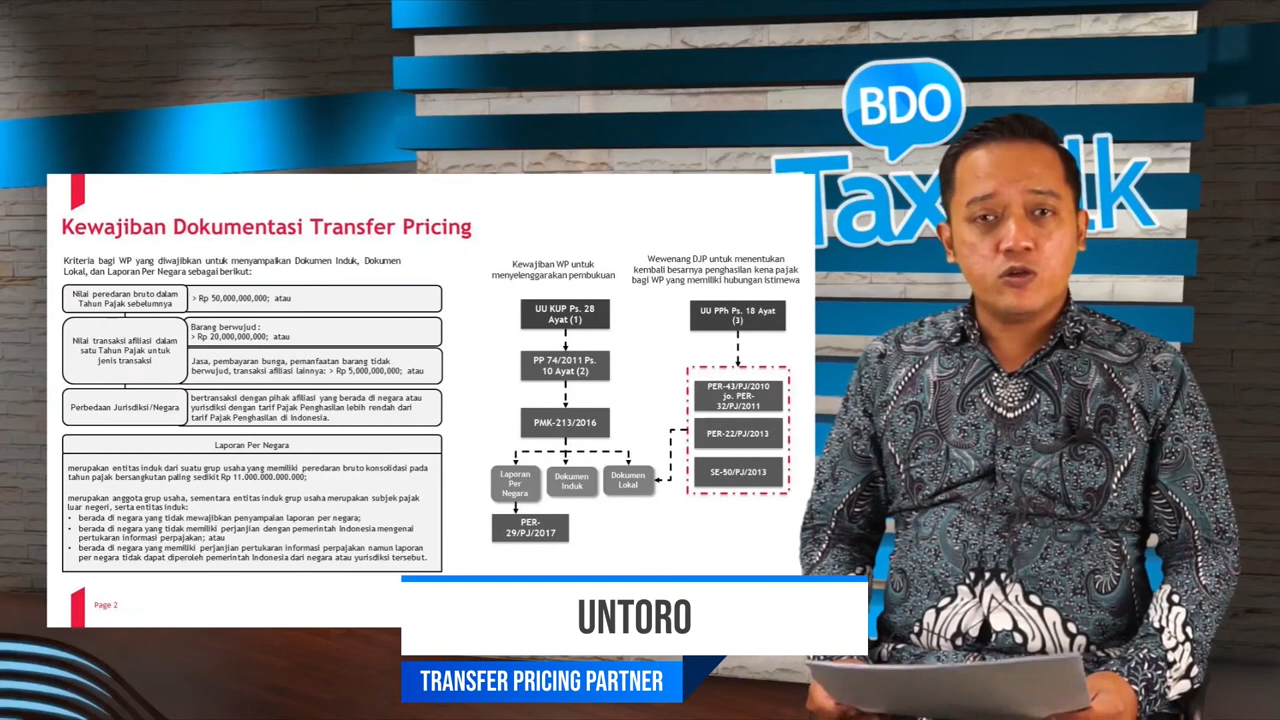 BDO
Tax
lk
Kewajiban Dokumentasi Transfer Pricing
Kriteria bagi WP yang diwajibkan untuk menyampaikan Dokumen Induk, Dokumen
Lokal, dan Laporan Per Negara sebagai berikut:
Nilai peredaran bruto dalam
Tahun Pajak sebelumnya
> Rp 50,000,000,000; atau
Nilai transaksi afiliasi dalam
satu Tahun Pajak untuk
jenis transaksi
Barang berwujud :
> Rp 20,000,000,000; atau
Jasa, pembayaran bunga, pemanfaatan barang tidak
berwujud, transaksi afiliasi lainnya: > Rp 5,000,000,000; atau
Perbedaan Jurisdiksi/Negara
bertransaksi dengan pihak afiliasi yang berada di negara atau
yurisdiksi dengan tarif Pajak Penghasilan lebih rendah dari
tarif Pajak Penghasilan di Indonesia.
Laporan Per Negara
merupakan entitas induk dari suatu grup usaha yang memiliki peredaran bruto konsolidasi pada
tahun pajak bersangkutan paling sedikit Rp 11.000.000.000.000;
merupakan anggota grup usaha, sementara entitas induk grup usaha merupakan subjek pajak
luar negeri, serta entitas induk:
• berada di negara yang tidak mewajibkan penyampaian laporan per negara;
• berada di negara yang tidak memiliki perjanjian dengan pemerintah Indonesia mengenai
pertukaran informasi perpajakan; atau
• berada di negara yang memiliki perjanjian pertukaran informasi perpajakan namun laporan
per negara tidak dapat diperoleh pemerintah Indonesia dari negara atau yurisdiksi tersebut.
Page 2
Kewajiban WP untuk
menyelenggarakan pembukuan
UU KUP Ps. 28
Ayat (1)
PP 74/2011 Ps.
10 Ayat (2)
PMK-213/2016
Laporan
Per
Negara
Dokumen
Induk
Dokumen
Lokal
PER-
29/PJ/2017
Wewenang DJP untuk menentukan
kembali besarnya penghasilan kena pajak
bagi WP yang memiliki hubungan istimewa
UU PPh Ps. 18 Ayat
(3)
PER-43/PJ/2010
jo. PER-
32/PJ/2011
PER-22/PJ/2013
SE-50/PJ/2013
UNTORO
TRANSFER PRICING PARTNER